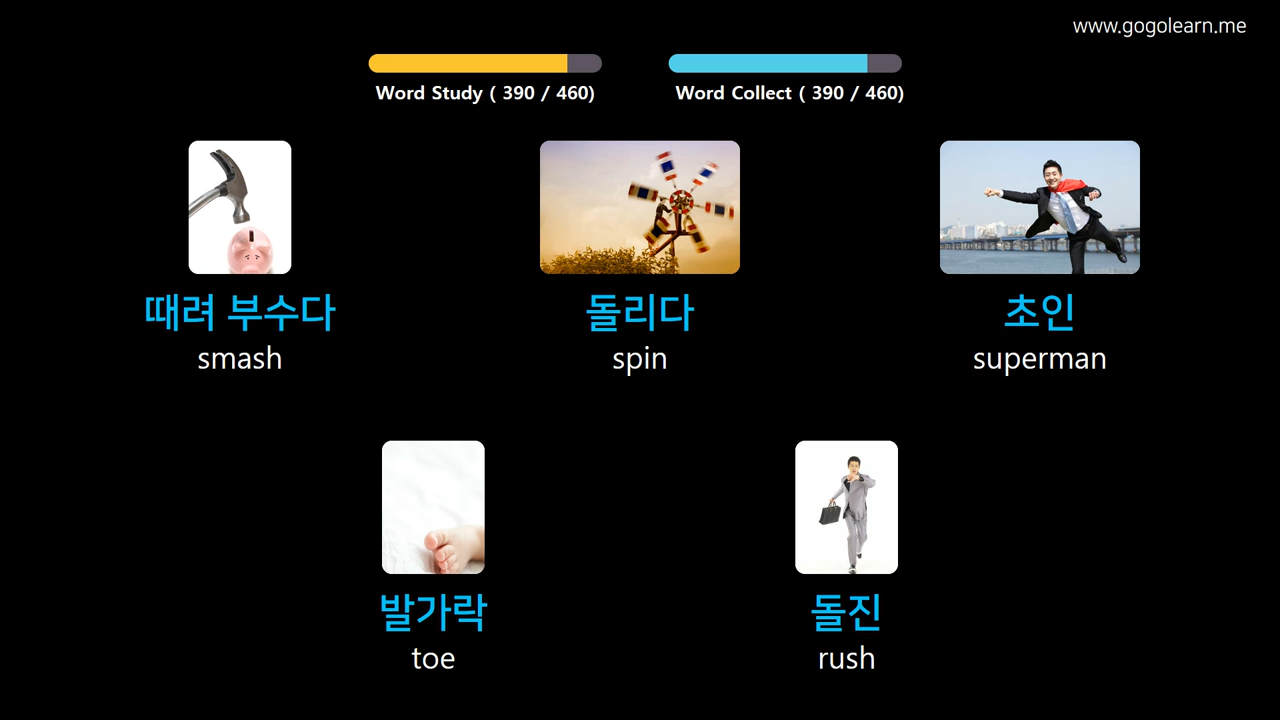 www.gogolearn.me
Word Study ( 390 / 460)
Word Collect ( 390 / 460)
때려 부수다
smash
돌리다
spin
초인
superman
발가락
toe
돌진
rush